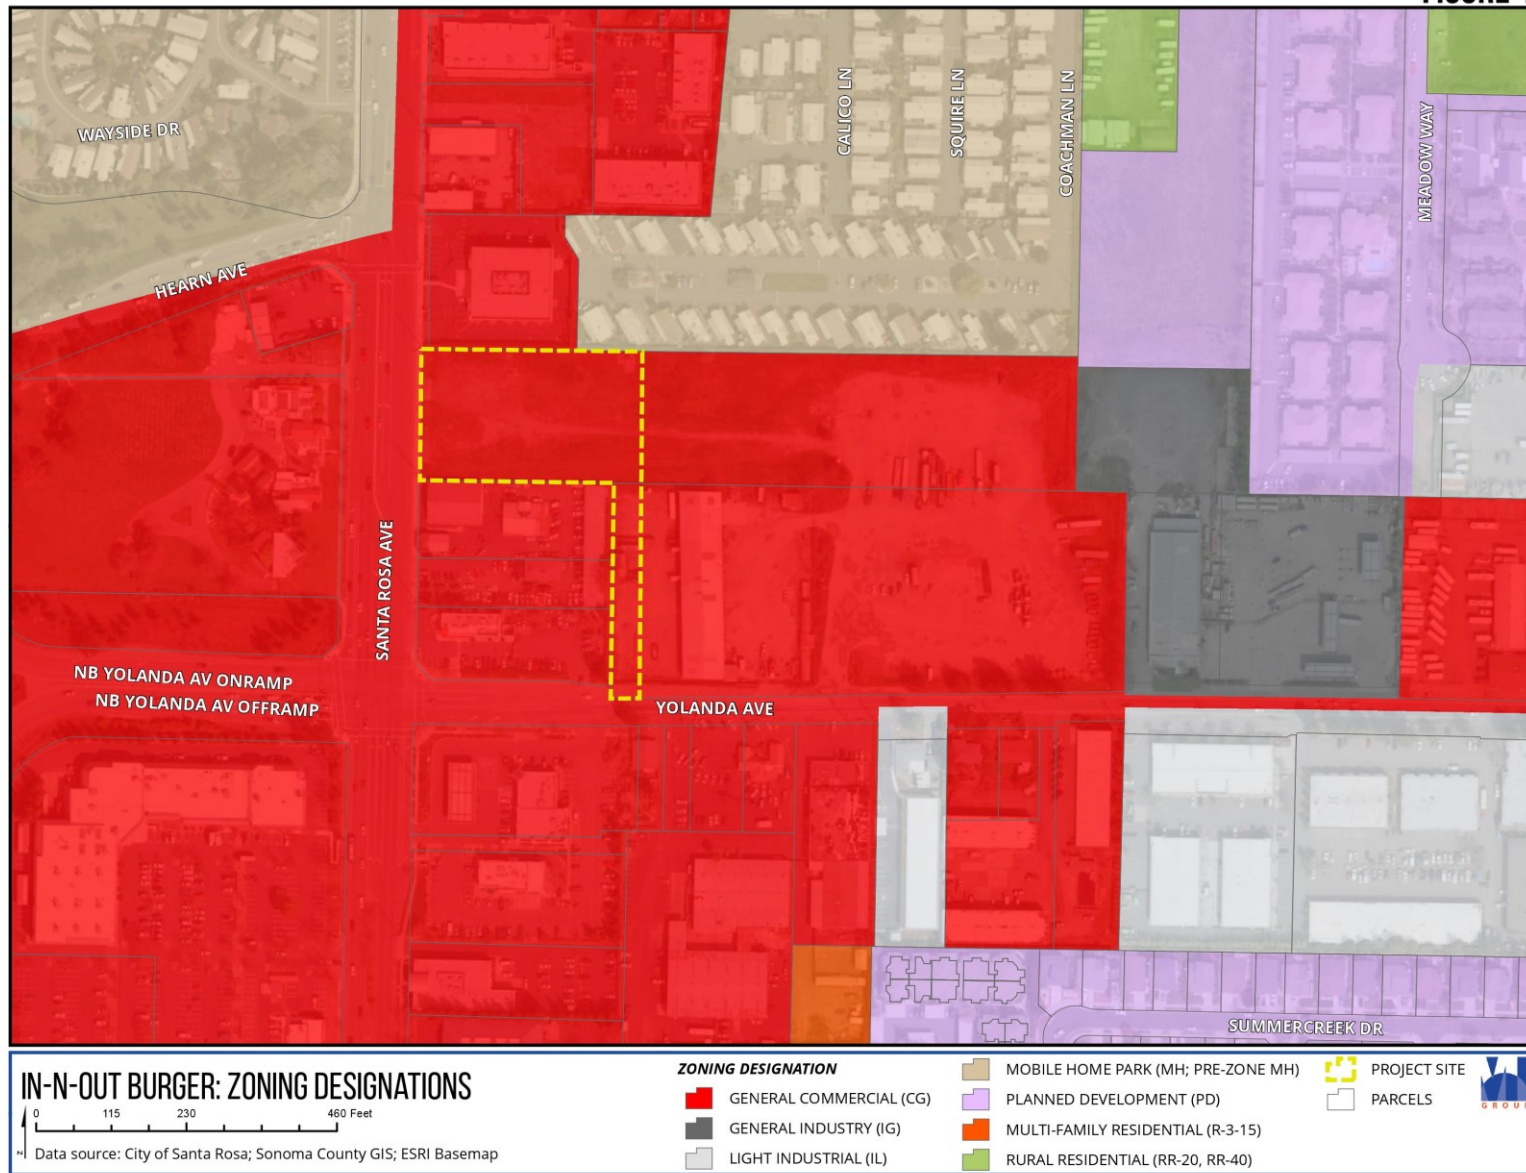 WAYSIDE DR
CALICO LN
SQUIRE LN
COACHMAN LN
MEADOW WAY
HEARN AVE
SANTA ROSA AVE
NB YOLANDA AV ONRAMP
NB YOLANDA AV OFFRAMP
YOLANDA AVE
SUMMERCREEK DR
IN-N-OUT BURGER: ZONING DESIGNATIONS
0 115 230 460 Feet
Data source: City of Santa Rosa; Sonoma County GIS; ESRI Basemap
ZONING DESIGNATION
GENERAL COMMERCIAL (CG)
GENERAL INDUSTRY (IG)
LIGHT INDUSTRIAL (IL)
MOBILE HOME PARK (MH; PRE-ZONE MH)
PLANNED DEVELOPMENT (PD)
MULTI-FAMILY RESIDENTIAL (R-3-15)
RURAL RESIDENTIAL (RR-20, RR-40)
PROJECT SITE
PARCELS